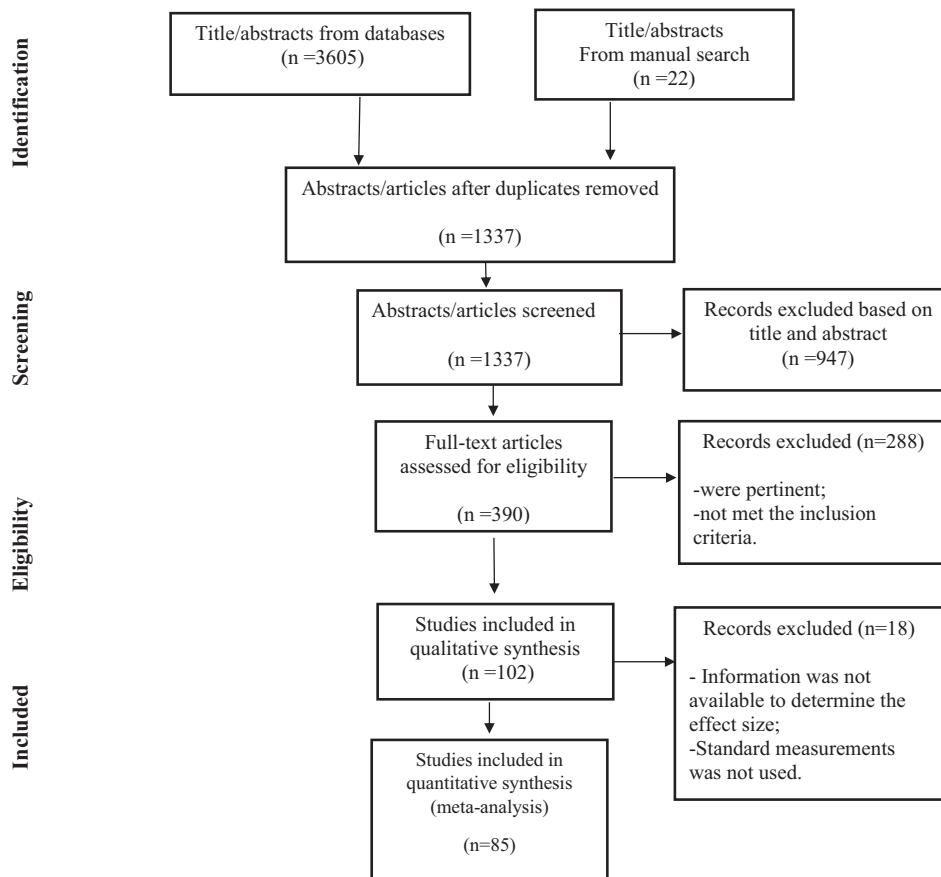 Identification
Title/abstracts from databases
(n =3605)
Title/abstracts
From manual search
(n =22)
Abstracts/articles after duplicates removed
(n =1337)
Screening
Abstracts/articles screened
(n =1337)
Records excluded based on
title and abstract
(n =947)
Eligibility
Full-text articles
assessed for eligibility
(n =390)
Records excluded (n=288)
-were pertinent;
-not met the inclusion
criteria.
Included
Studies included in
qualitative synthesis
(n =102)
Records excluded (n=18)
- Information was not
available to determine the
effect size;
-Standard measurements
was not used.
Studies included in
quantitative synthesis
(meta-analysis)
(n=85)